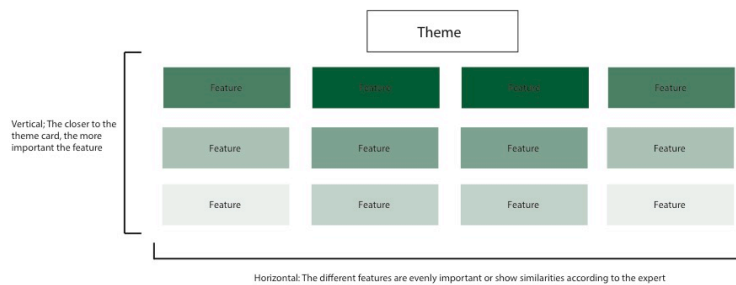 Theme
Feature Feature Feature Feature
Vertical; The closer to the
theme card, the more
important the feature
Feature Feature Feature Feature
Feature Feature Feature Feature
Horizontal: The different features are evenly important or show similarities according to the expert